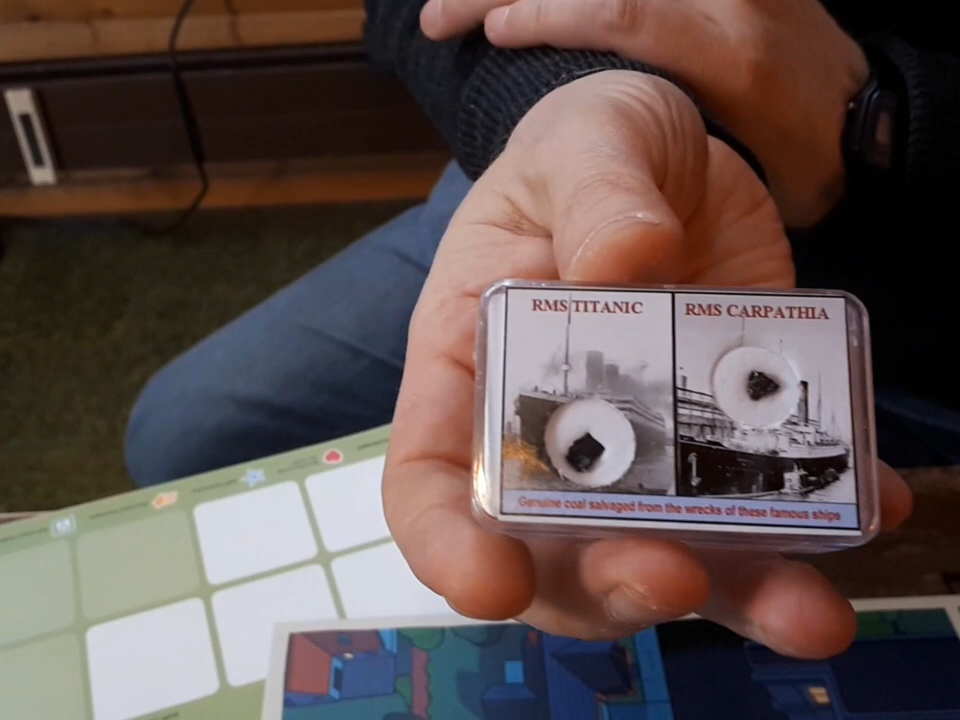 RMS TITANIC
RMS CARPATHIA
Genuine coal salvaged from the wrecks of these famous ships